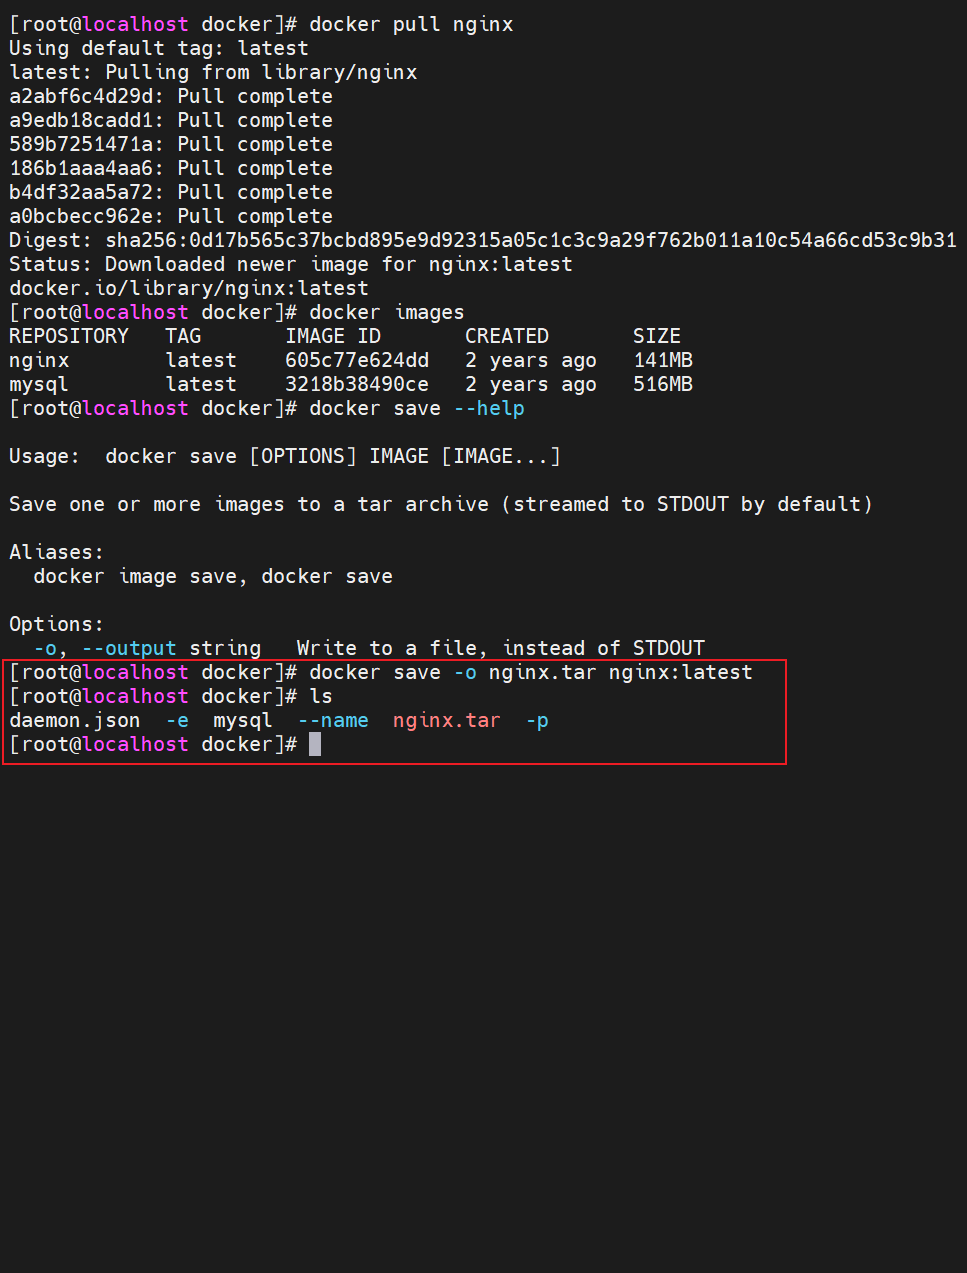 [root@localhost docker]# docker pull nginx
Using default tag: latest
latest: Pulling from library/nginx
a2abf6c4d29d: Pull complete
a9edb18cadd1: Pull complete
589b7251471a: Pull complete
186b1aaa4aa6: Pull complete
b4df32aa5a72: Pull complete
a0bcbecc962e: Pull complete
Digest: sha256:0d17b565c37bcbd895e9d92315a05c1c3c9a29f762b011a10c54a66cd53c9b31
Status: Downloaded newer image for nginx:latest
docker.io/library/nginx:latest
[root@localhost docker]# docker images
REPOSITORY   TAG       IMAGE ID       CREATED       SIZE
nginx        latest    605c77e624dd   2 years ago   141MB
mysql        latest    3218b38490ce   2 years ago   516MB
[root@localhost docker]# docker save --help
Usage:  docker save [OPTIONS] IMAGE [IMAGE...]
Save one or more images to a tar archive (streamed to STDOUT by default)
Aliases:
  docker image save, docker save
Options:
  -o, --output string   Write to a file, instead of STDOUT
[root@localhost docker]# docker save -o nginx.tar nginx:latest
[root@localhost docker]# ls
daemon.json  -e  mysql  --name  nginx.tar  -p
[root@localhost docker]#